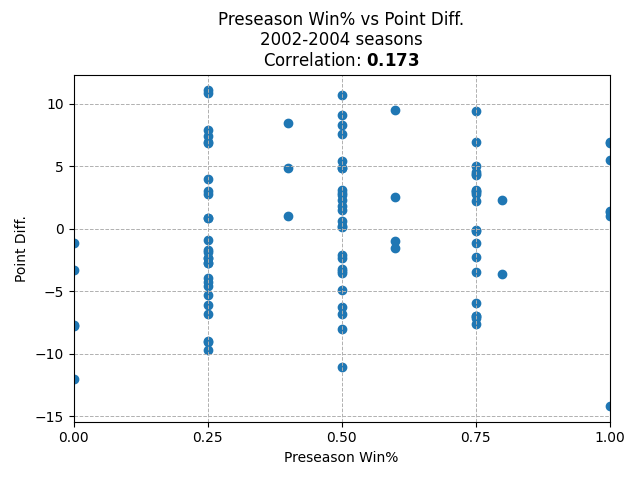 Preseason Win% vs Point Diff.
2002-2004 seasons
Correlation: 0.173
10
5
0
−5
−10
−15
Point Diff.
0.00 0.25 0.50 0.75 1.00
Preseason Win%